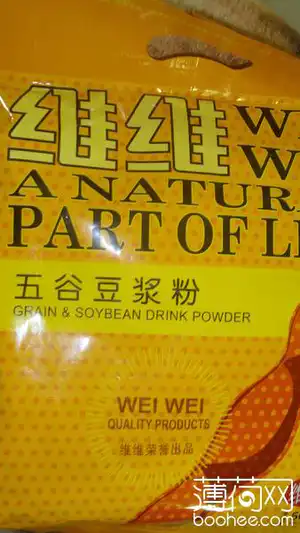 维维
W
W
A NATURA
PART OF LI
五谷豆浆粉
GRAIN & SOYBEAN DRINK POWDER
WEI WEI
QUALITY PRODUCTS
维维荣誉出品
薄荷网
boohee.com